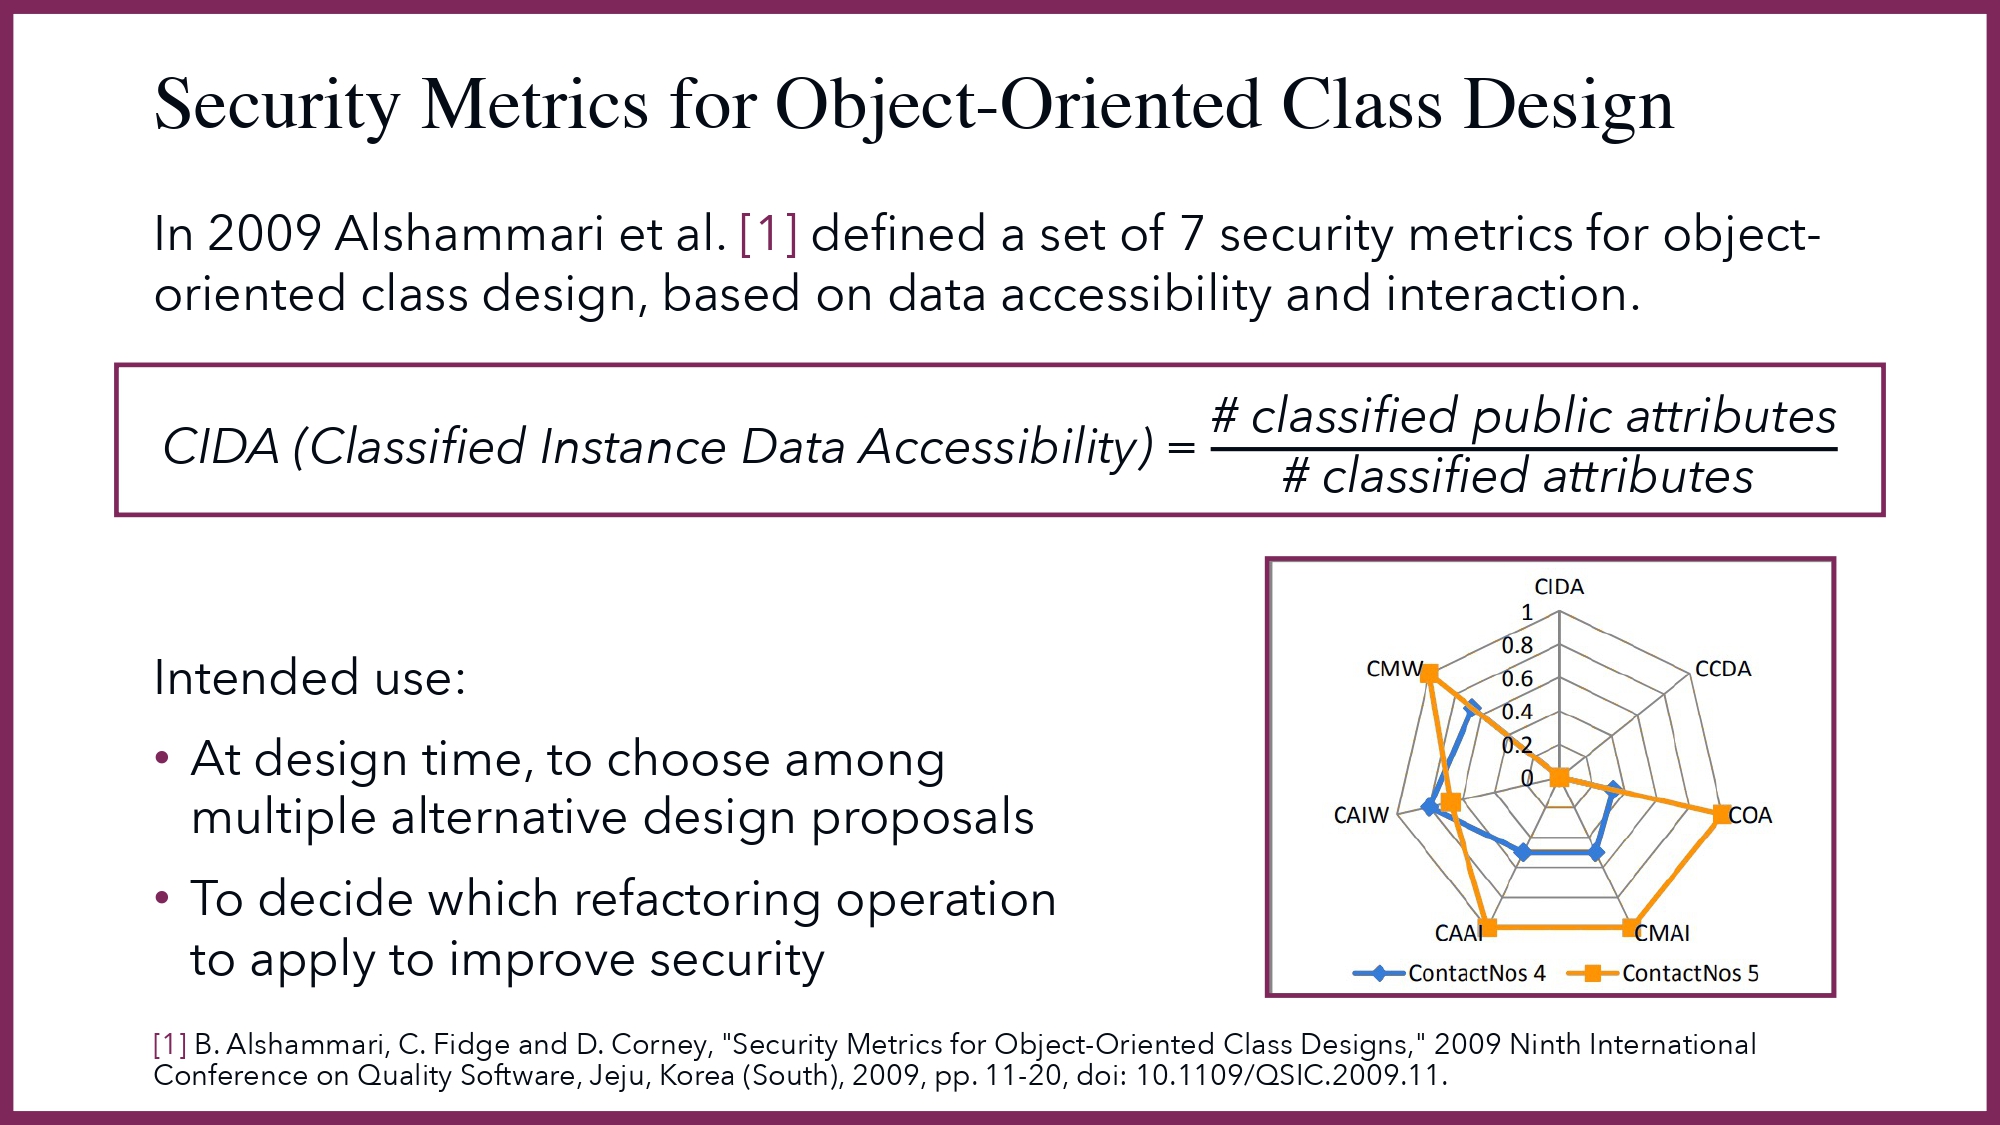 Security Metrics for Object-Oriented Class Design
In 2009 Alshammari et al. [1] defined a set of 7 security metrics for object-
oriented class design, based on data accessibility and interaction.
CIDA (Classified Instance Data Accessibility) = # classified public attributes
# classified attributes
Intended use:
• At design time, to choose among
multiple alternative design proposals
• To decide which refactoring operation
to apply to improve security
CIDA
1
0.8
CMW
CCDA
0.6
0.4
0.2
0
CAIW
COA
CAAI
CMAI
ContactNos 4 ContactNos 5
[1] B. Alshammari, C. Fidge and D. Corney, "Security Metrics for Object-Oriented Class Designs," 2009 Ninth International
Conference on Quality Software, Jeju, Korea (South), 2009, pp. 11-20, doi: 10.1109/QSIC.2009.11.